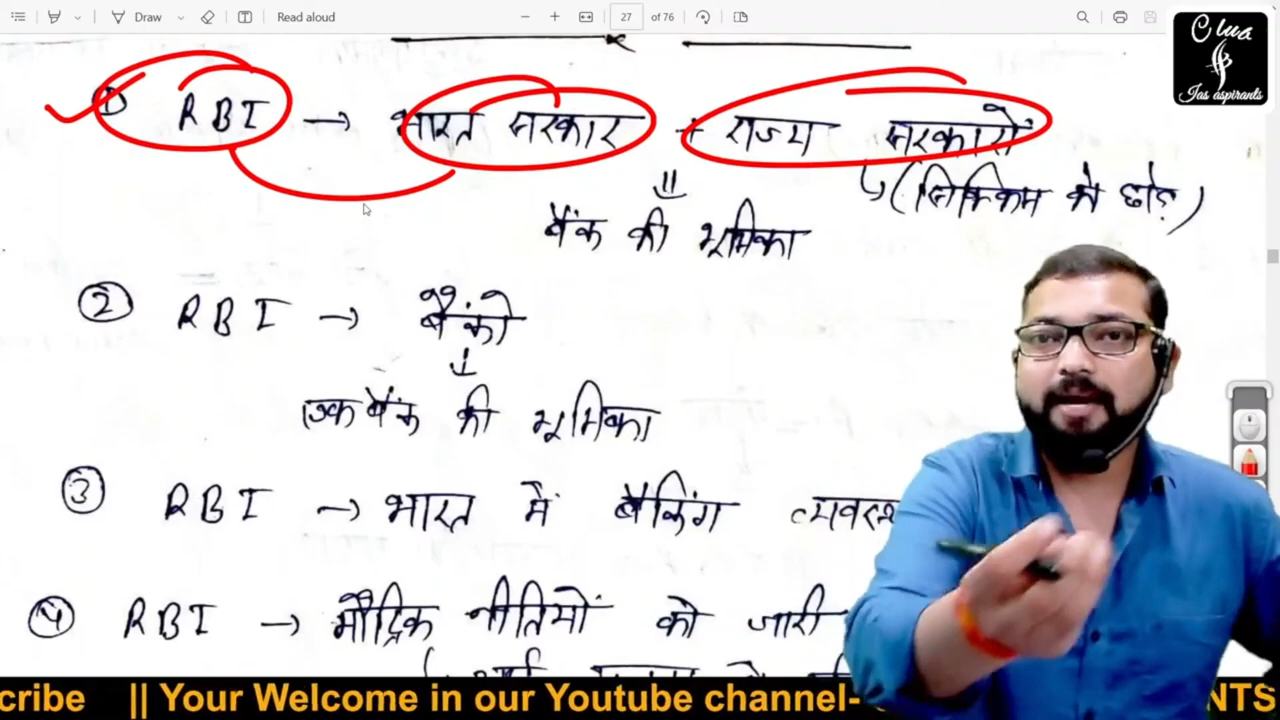 Draw
Read aloud
27 of 76
Clua
Ias aspirants
① RBI → भारत सरकार + राज्य सरकारों
(सिक्किम को छोड़)
बैंक की भूमिका
② RBI → बैंकों
बैंक की भूमिका
③ RBI → भारत में बैंकिंग
④ RBI → मौद्रिक नीतियों को जारी
cribe || Your Welcome in our Youtube channel-
NTS